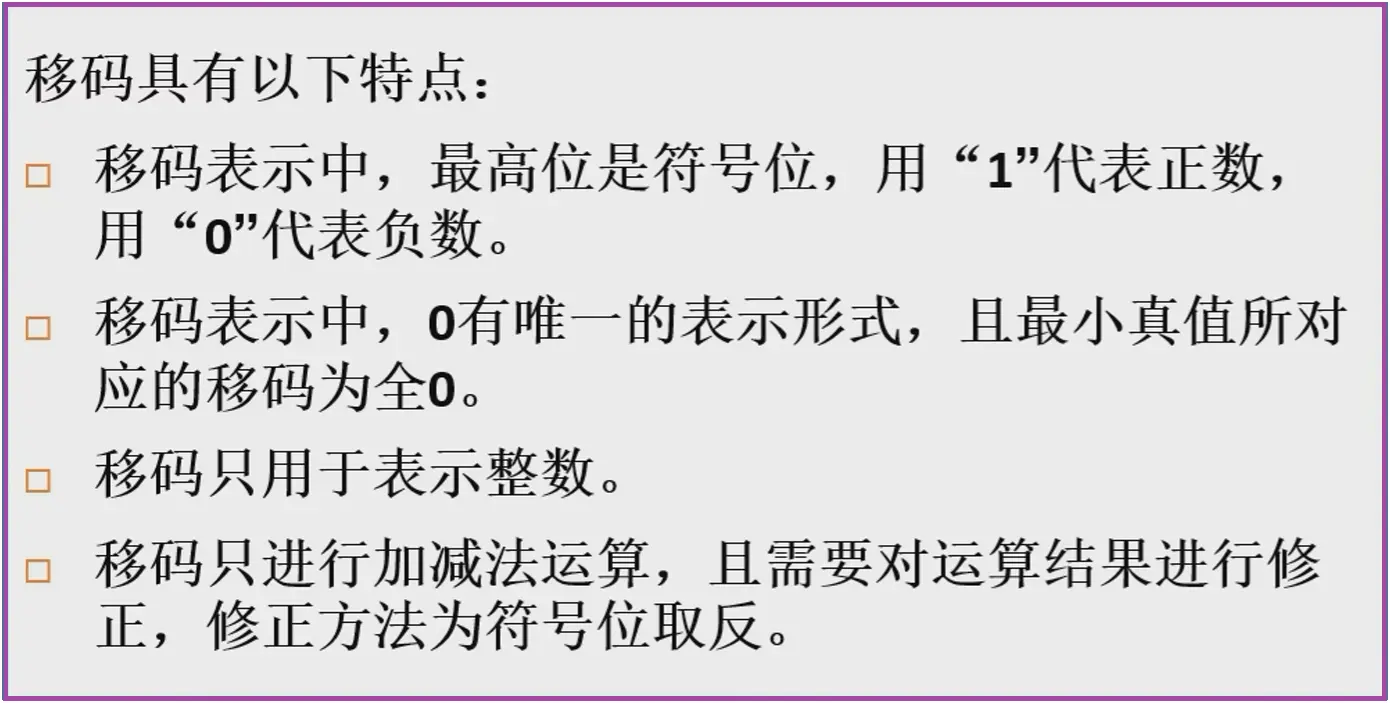 移码具有以下特点：
移码表示中，最高位是符号位，用“1”代表正数，
用“0”代表负数。
移码表示中，0有唯一的表示形式，且最小真值所对
应的移码为全0。
移码只用于表示整数。
移码只进行加减法运算，且需要对运算结果进行修
正，修正方法为符号位取反。